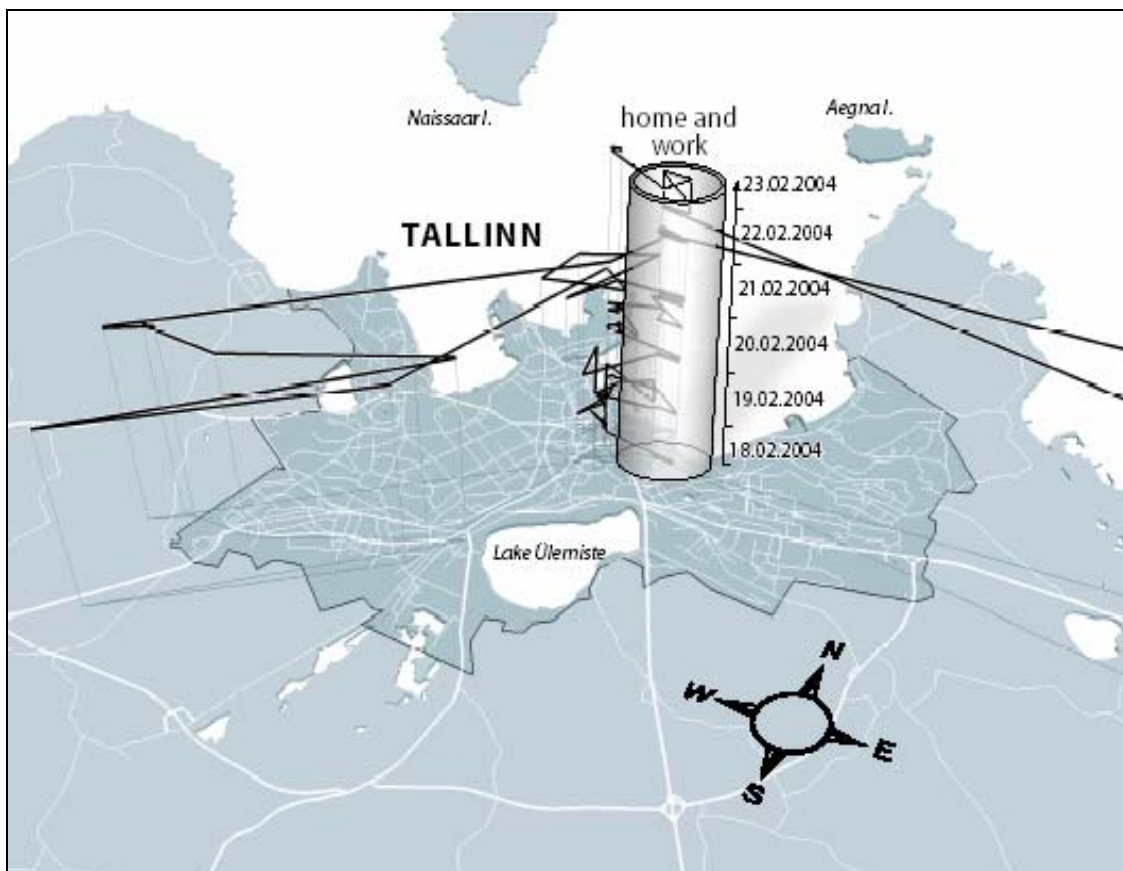 Naissaar I.
home and
work
Aegna I.
23.02.2004
TALLINN
22.02.2004
21.02.2004
20.02.2004
19.02.2004
18.02.2004
Lake Ülemiste
N
W
E
S